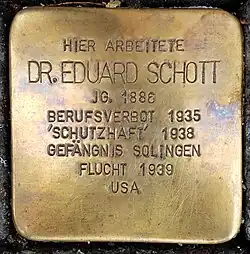 HIER ARBEITETE
DR. EDUARD SCHOTT
JG. 1886
BERUFSVERBOT 1935
'SCHUTZHAFT' 1938
GEFÄNGNIS SOLINGEN
FLUCHT 1939
USA